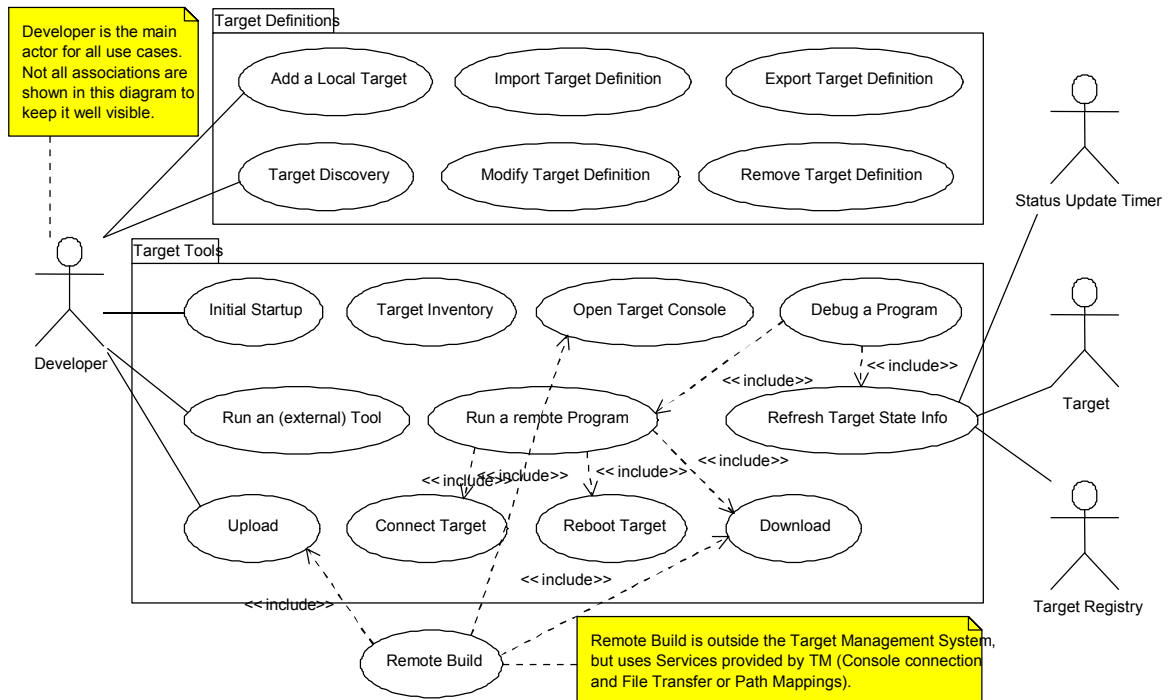 Developer is the main
actor for all use cases.
Not all associations are
shown in this diagram to
keep it well visible.
Target Definitions
Add a Local Target
Import Target Definition
Export Target Definition
Target Discovery
Modify Target Definition
Remove Target Definition
Status Update Timer
Target Tools
Initial Startup
Target Inventory
Open Target Console
Debug a Program
Developer
<< include>>
<< include>>
Run an (external) Tool
Run a remote Program
Refresh Target State Info
Target
<< include>>
<< include>>
<< include>>
Upload
Connect Target
Reboot Target
Download
<< include>>
<< include>>
Target Registry
Remote Build
Remote Build is outside the Target Management System,
but uses Services provided by TM (Console connection
and File Transfer or Path Mappings).